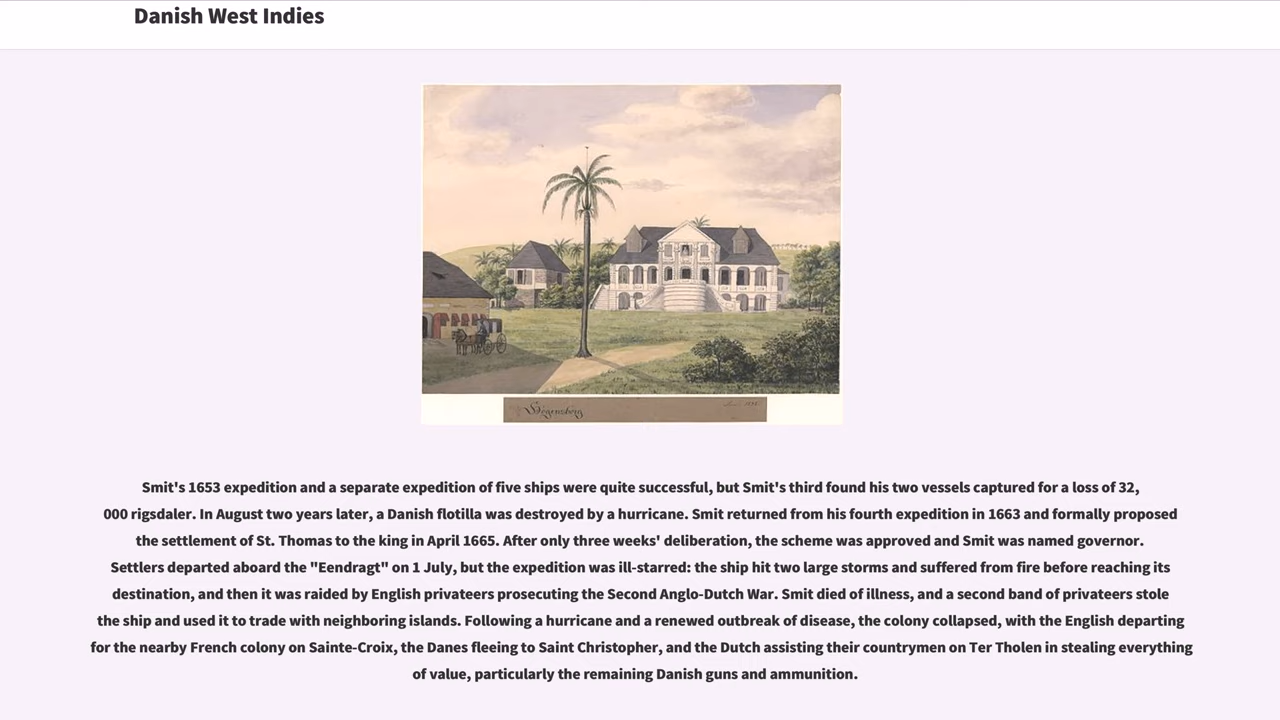 Danish West Indies
Smit's 1653 expedition and a separate expedition of five ships were quite successful, but Smit's third found his two vessels captured for a loss of 32,
000 rigsdaler. In August two years later, a Danish flotilla was destroyed by a hurricane. Smit returned from his fourth expedition in 1663 and formally proposed
the settlement of St. Thomas to the king in April 1665. After only three weeks' deliberation, the scheme was approved and Smit was named governor.
Settlers departed aboard the "Eendragt" on 1 July, but the expedition was ill-starred: the ship hit two large storms and suffered from fire before reaching its
destination, and then it was raided by English privateers prosecuting the Second Anglo-Dutch War. Smit died of illness, and a second band of privateers stole
the ship and used it to trade with neighboring islands. Following a hurricane and a renewed outbreak of disease, the colony collapsed, with the English departing
for the nearby French colony on Sainte-Croix, the Danes fleeing to Saint Christopher, and the Dutch assisting their countrymen on Ter Tholen in stealing everything
of value, particularly the remaining Danish guns and ammunition.